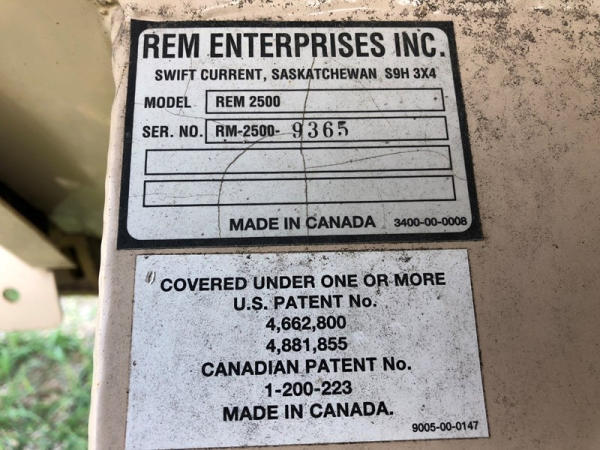 REM ENTERPRISES INC.
SWIFT CURRENT, SASKATCHEWAN S9H 3X4
MODEL REM 2500
SER. NO. RM-2500- 9365
MADE IN CANADA 3400-00-0008
COVERED UNDER ONE OR MORE
U.S. PATENT No.
4,662,800
4,881,855
CANADIAN PATENT No.
1-200-223
MADE IN CANADA.
9005-00-0147